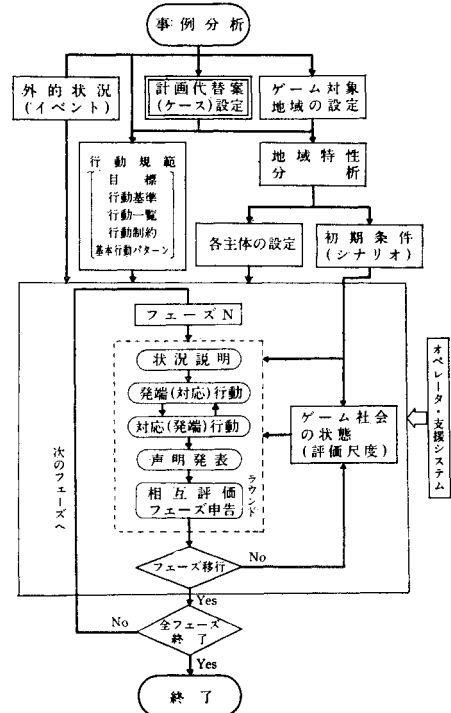 事例分析
外的状況
(イベント)
計画代替案
(ケース)設定
ゲーム対象
地域の設定
行動規範
目標
行動基準
行動一覧
行動制約
基本行動パターン
地域特性
分析
各主体の設定
初期条件
(シナリオ)
フェーズN
状況説明
発端(対応)行動
対応(発端)行動
声明発表
相互評価
フェーズ申告
ラウンド
ゲーム社会
の状態
(評価尺度)
オペレータ・支援システム
次のフェーズへ
フェーズ移行
No
Yes
全フェーズ
終了
No
Yes
終了